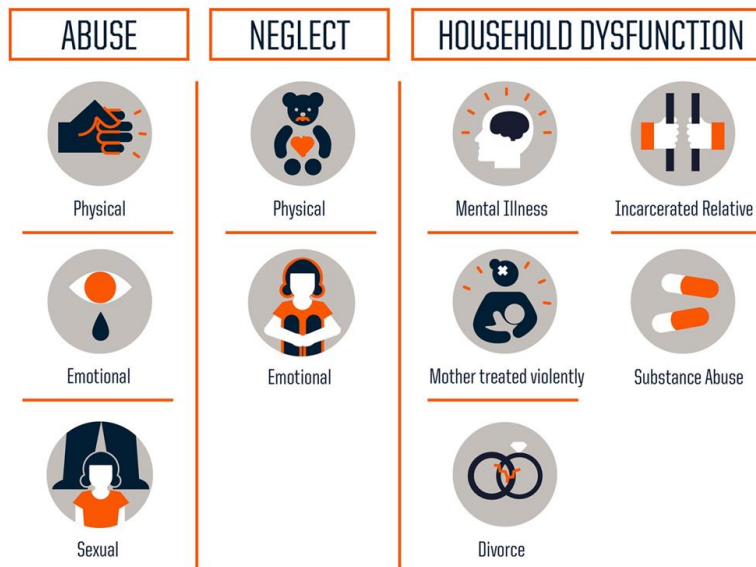 ABUSE
Physical
Emotional
Sexual
NEGLECT
Physical
Emotional
HOUSEHOLD DYSFUNCTION
Mental Illness
Incarcerated Relative
Mother treated violently
Substance Abuse
Divorce